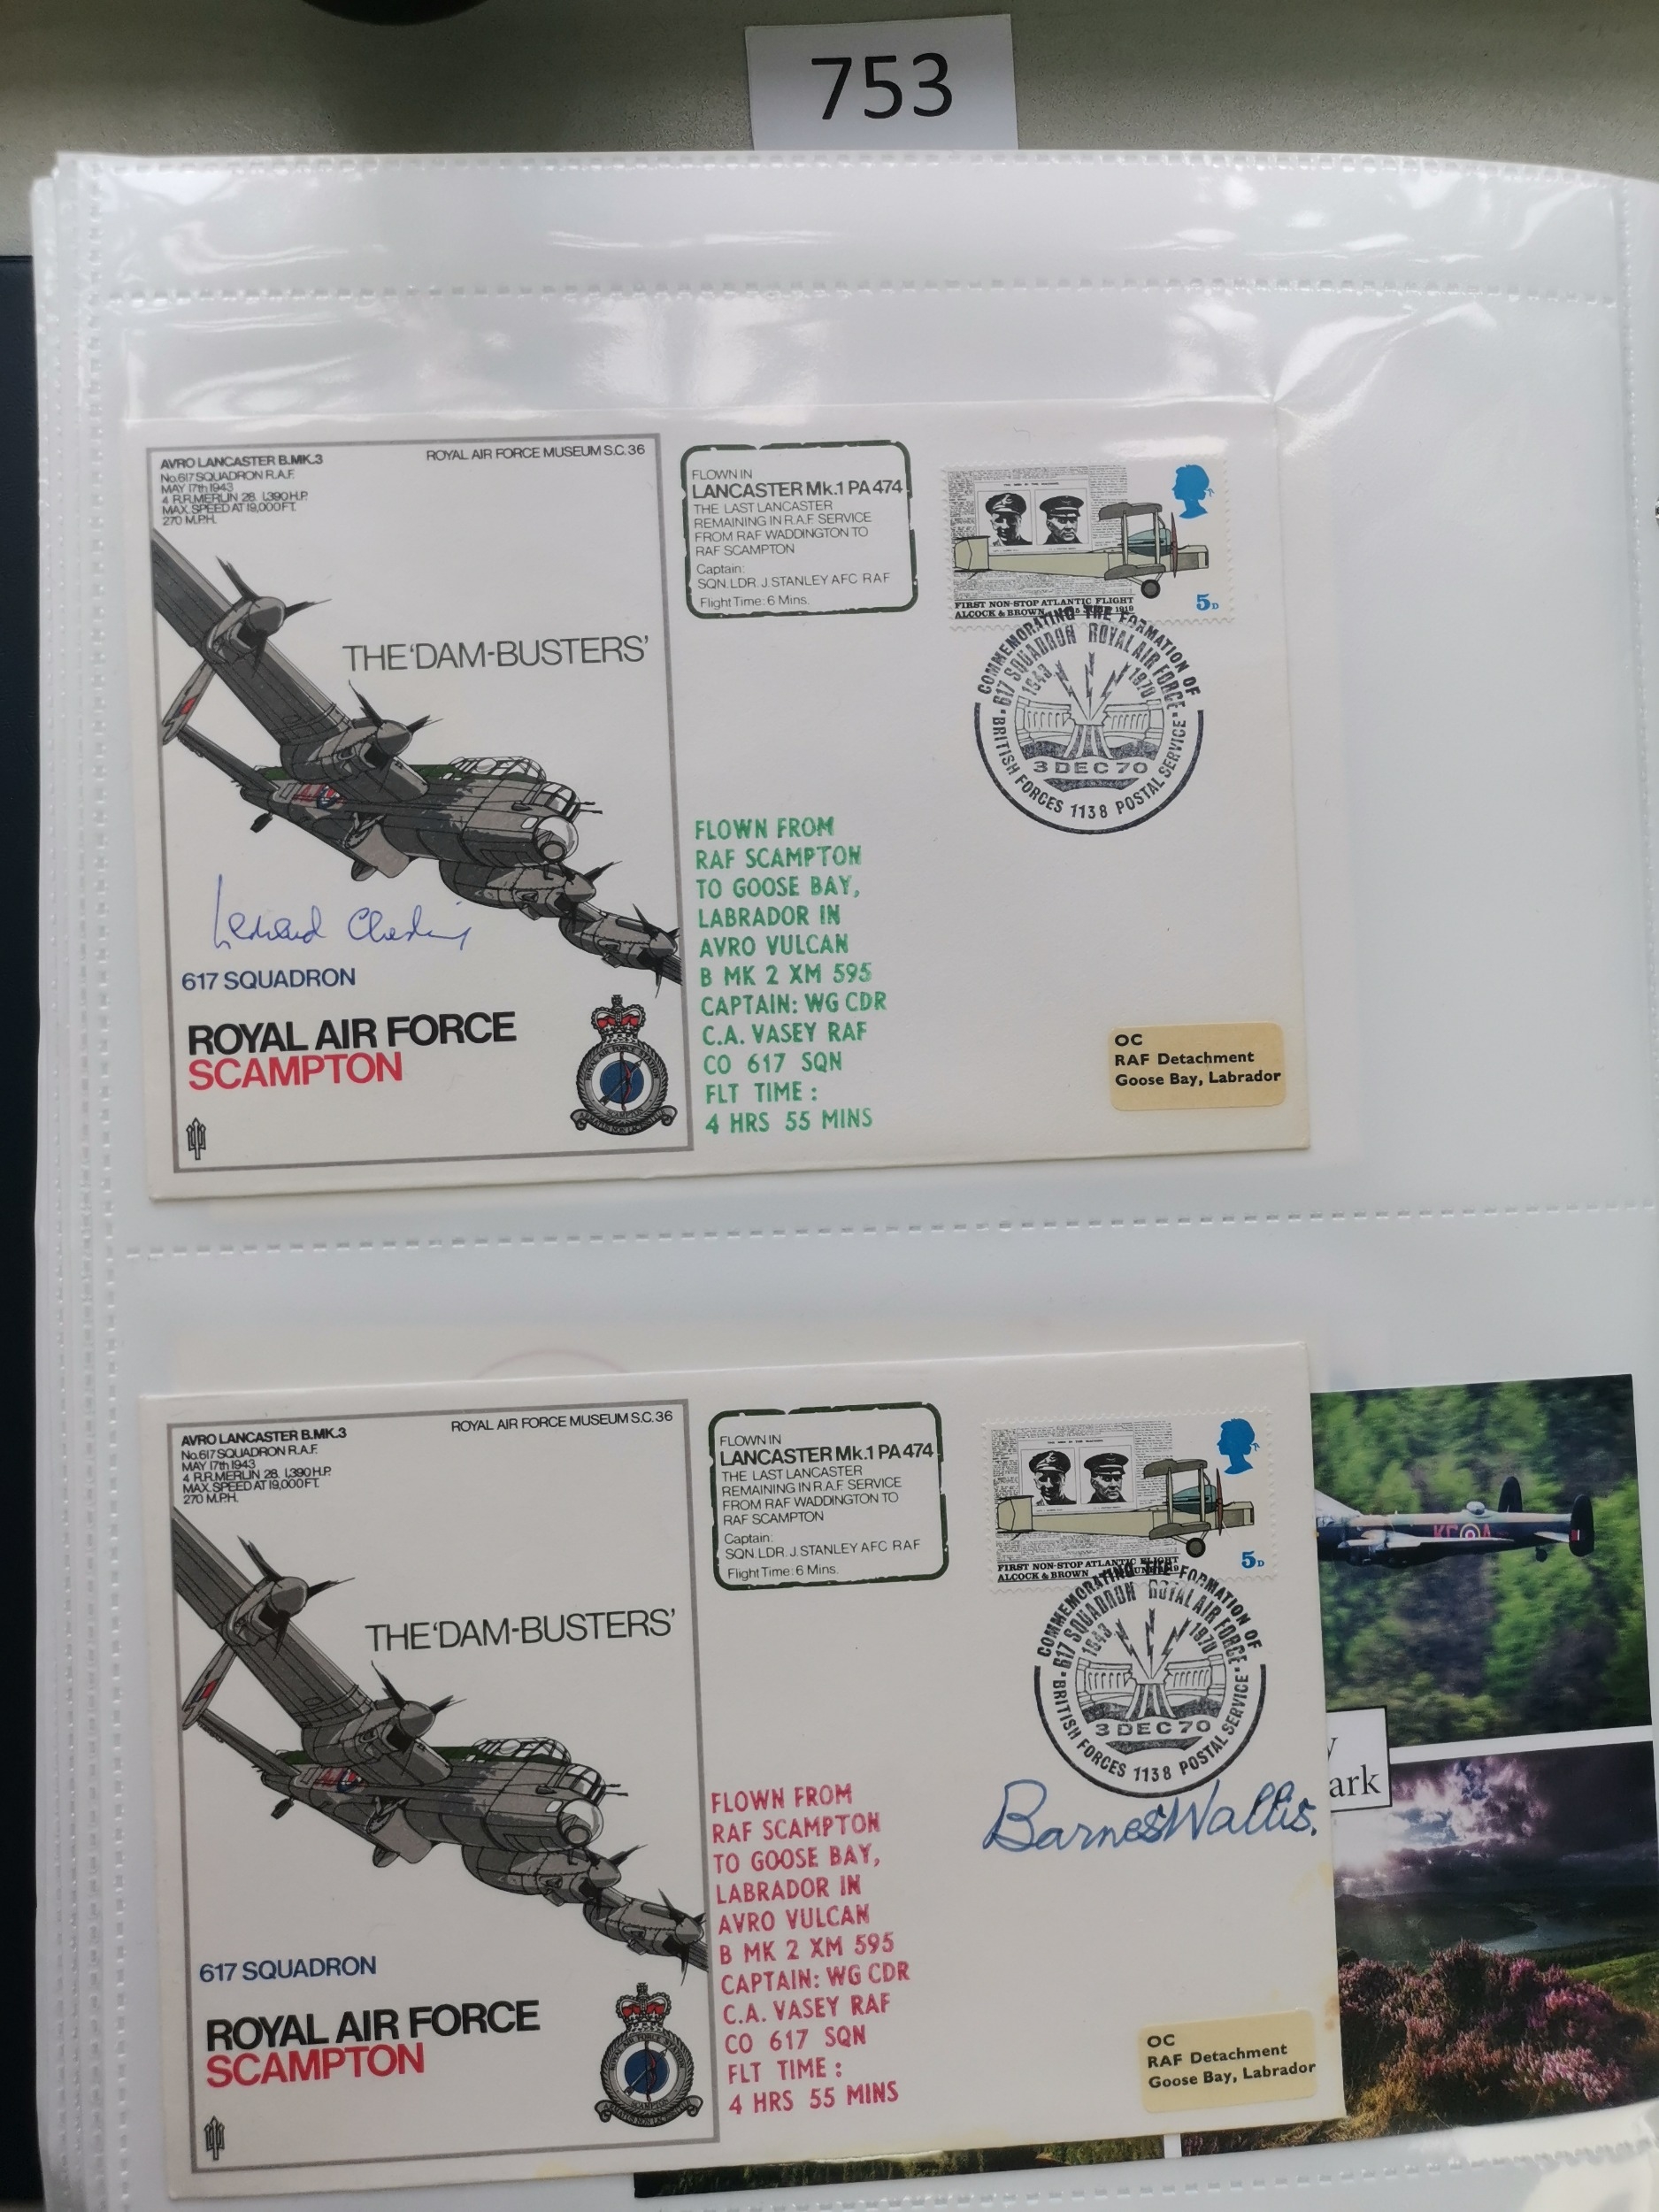 753
AVRO LANCASTER B.MK.3
No.617 SQUADRON R.A.F.
MAY 17th 1943
4 R.R.MERLIN 28. 1,390 H.P.
MAX. SPEED AT 19,000 FT.
270 M.P.H.
ROYAL AIR FORCE MUSEUM S.C.36
THE 'DAM-BUSTERS'
Leonard Cheshire
617 SQUADRON
ROYAL AIR FORCE
SCAMPTON
FLOWN IN
LANCASTER Mk.1 PA 474
THE LAST LANCASTER
REMAINING IN R.A.F. SERVICE
FROM RAF WADDINGTON TO
RAF SCAMPTON
Captain:
SQN. LDR. J. STANLEY AFC RAF
Flight Time: 6 Mins.
FIRST NON-STOP ATLANTIC FLIGHT
ALCOCK & BROWN
1919
5D
COMMEMORATING THE FORMATION OF
617 SQUADRON ROYAL AIR FORCE
1943 1970
3 DEC 70
BRITISH FORCES 1138 POSTAL SERVICE
FLOWN FROM
RAF SCAMPTON
TO GOOSE BAY,
LABRADOR IN
AVRO VULCAN
B MK 2 XM 595
CAPTAIN: WG CDR
C.A. VASEY RAF
CO 617 SQN
FLT TIME :
4 HRS 55 MINS
OC
RAF Detachment
Goose Bay, Labrador
AVRO LANCASTER B.MK.3
No.617 SQUADRON R.A.F.
MAY 17th 1943
4 R.R.MERLIN 28. 1,390 H.P.
MAX. SPEED AT 19,000 FT.
270 M.P.H.
ROYAL AIR FORCE MUSEUM S.C.36
THE 'DAM-BUSTERS'
617 SQUADRON
ROYAL AIR FORCE
SCAMPTON
FLOWN IN
LANCASTER Mk.1 PA 474
THE LAST LANCASTER
REMAINING IN R.A.F. SERVICE
FROM RAF WADDINGTON TO
RAF SCAMPTON
Captain:
SQN. LDR. J. STANLEY AFC RAF
Flight Time: 6 Mins.
FIRST NON-STOP ATLANTIC FLIGHT
ALCOCK & BROWN
5D
COMMEMORATING THE FORMATION OF
617 SQUADRON ROYAL AIR FORCE
1943 1970
3 DEC 70
BRITISH FORCES 1138 POSTAL SERVICE
Barnes Wallis.
FLOWN FROM
RAF SCAMPTON
TO GOOSE BAY,
LABRADOR IN
AVRO VULCAN
B MK 2 XM 595
CAPTAIN: WG CDR
C.A. VASEY RAF
CO 617 SQN
FLT TIME :
4 HRS 55 MINS
OC
RAF Detachment
Goose Bay, Labrador
y
ark